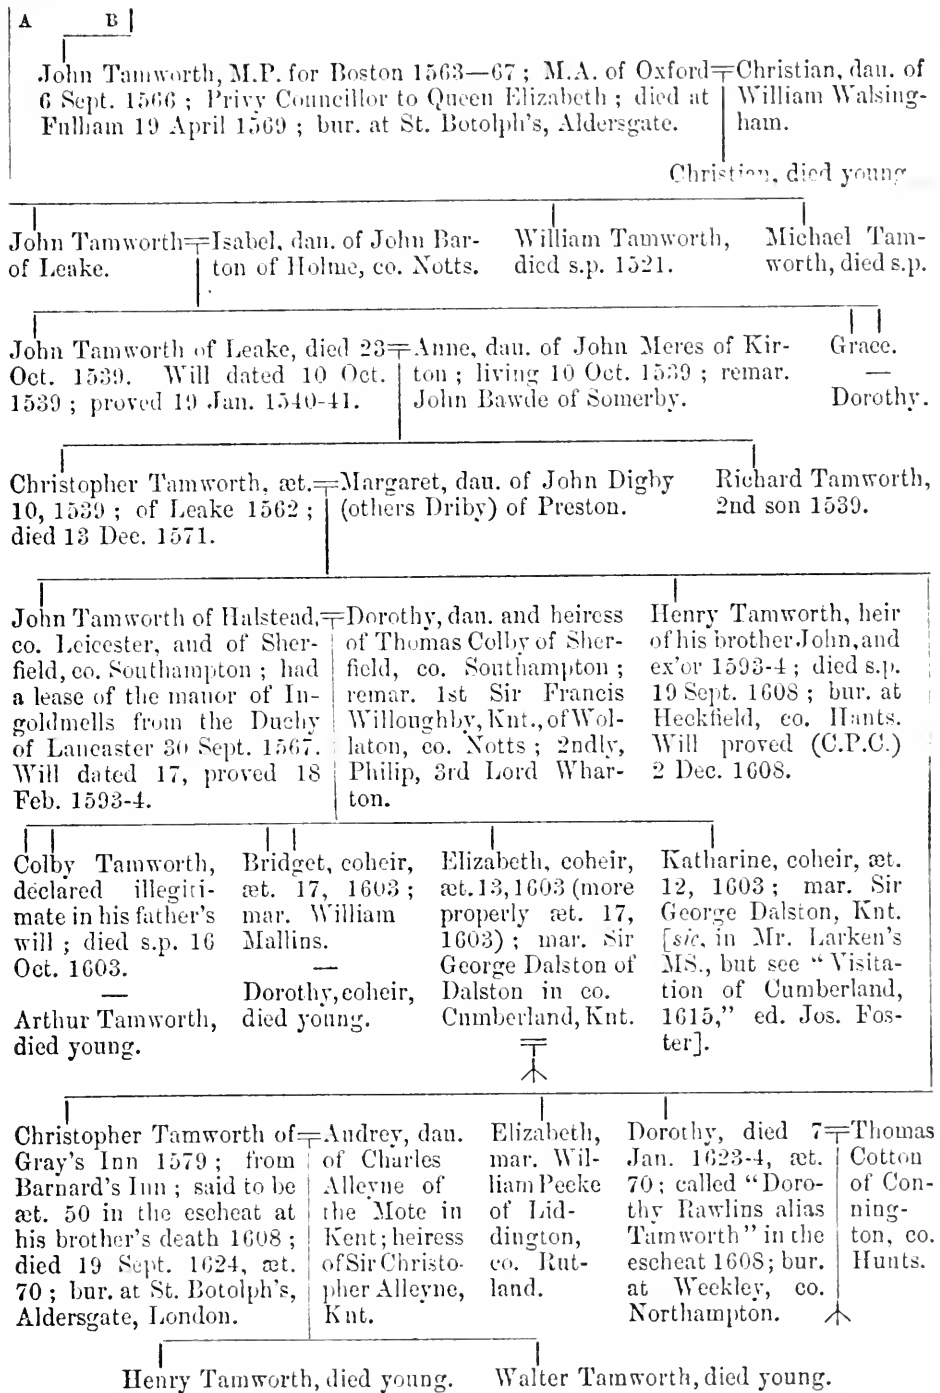 A B
John Tamworth, M.P. for Boston 1563—67 ; M.A. of Oxford
6 Sept. 1566 ; Privy Councillor to Queen Elizabeth ; died at
Fulham 19 April 1569 ; bur. at St. Botolph's, Aldersgate.
Christian, dau. of
William Walsing-
ham.
Christian, died young
John Tamworth
of Leake.
Isabel, dau. of John Bar-
ton of Holme, co. Notts.
William Tamworth,
died s.p. 1521.
Michael Tam-
worth, died s.p.
John Tamworth of Leake, died 23
Oct. 1539. Will dated 10 Oct.
1539 ; proved 19 Jan. 1540-41.
Anne, dau. of John Meres of Kir-
ton ; living 10 Oct. 1539 ; remar.
John Bawde of Somerby.
Grace.
—
Dorothy.
Christopher Tamworth, æt.
10, 1539 ; of Leake 1562 ;
died 13 Dec. 1571.
Margaret, dau. of John Digby
(others Driby) of Preston.
Richard Tamworth,
2nd son 1539.
John Tamworth of Halstead,
co. Leicester, and of Sher-
field, co. Southampton ; had
a lease of the manor of In-
goldmells from the Duchy
of Lancaster 30 Sept. 1567.
Will dated 17, proved 18
Feb. 1593-4.
Dorothy, dau. and heiress
of Thomas Colby of Sher-
field, co. Southampton ;
remar. 1st Sir Francis
Willoughby, Knt., of Wol-
laton, co. Notts ; 2ndly,
Philip, 3rd Lord Whar-
ton.
Henry Tamworth, heir
of his brother John, and
ex'or 1593-4 ; died s.p.
19 Sept. 1608 ; bur. at
Heckfield, co. Hants.
Will proved (C.P.C.)
2 Dec. 1608.
Colby Tamworth,
declared illegiti-
mate in his father's
will ; died s.p. 16
Oct. 1603.
—
Arthur Tamworth,
died young.
Bridget, coheir,
æt. 17, 1603 ;
mar. William
Mallins.
—
Dorothy, coheir,
died young.
Elizabeth, coheir,
æt. 13, 1603 (more
properly æt. 17,
1603) ; mar. Sir
George Dalston of
Dalston in co.
Cumberland, Knt.
Katharine, coheir, æt.
12, 1603 ; mar. Sir
George Dalston, Knt.
[sic, in Mr. Larken's
MS., but see "Visita-
tion of Cumberland,
1615," ed. Jos. Fos-
ter].
Christopher Tamworth of
Gray's Inn 1579 ; from
Barnard's Inn ; said to be
æt. 50 in the escheat at
his brother's death 1608 ;
died 19 Sept. 1624, æt.
70 ; bur. at St. Botolph's,
Aldersgate, London.
Audrey, dau.
of Charles
Alleyne of
the Mote in
Kent ; heiress
of Sir Christo-
pher Alleyne,
Knt.
Elizabeth,
mar. Wil-
liam Peeke
of Lid-
dington,
co. Rut-
land.
Dorothy, died 7
Jan. 1623-4, æt.
70 ; called "Doro-
thy Rawlins alias
Tamworth" in the
escheat 1608 ; bur.
at Weekley, co.
Northampton.
Thomas
Cotton
of Con-
ning-
ton, co.
Hunts.
Henry Tamworth, died young.
Walter Tamworth, died young.